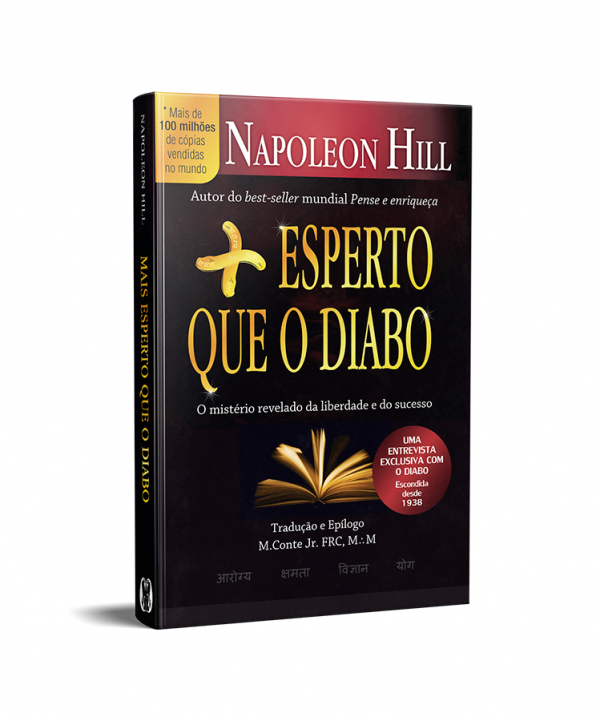 * Mais de
100 milhões
de cópias
vendidas
no mundo
NAPOLEON HILL
Autor do best-seller mundial Pense e enriqueça
+ ESPERTO
QUE O DIABO
O mistério revelado da liberdade e do sucesso
UMA
ENTREVISTA
EXCLUSIVA COM
O DIABO
Escondida
desde
1938
Tradução e Epílogo
M.Conte Jr. FRC, M∴M
आरोग्य क्षमता विज्ञान योग
NAPOLEON HILL
MAIS ESPERTO QUE O DIABO